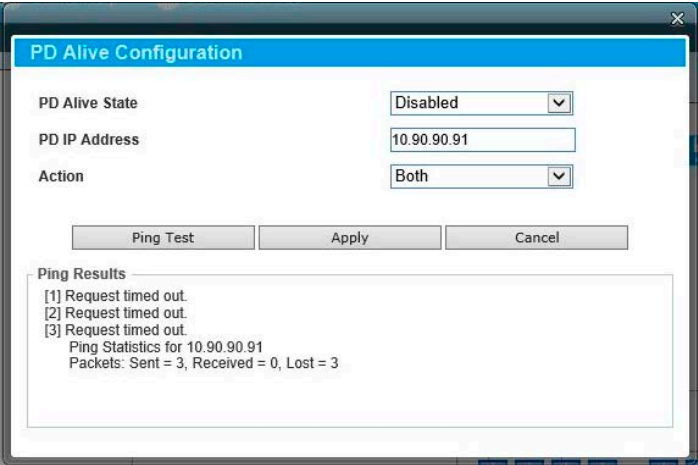 PD Alive Configuration
PD Alive State Disabled
PD IP Address 10.90.90.91
Action Both
Ping Test Apply Cancel
Ping Results
[1] Request timed out.
[2] Request timed out.
[3] Request timed out.
Ping Statistics for 10.90.90.91
Packets: Sent = 3, Received = 0, Lost = 3